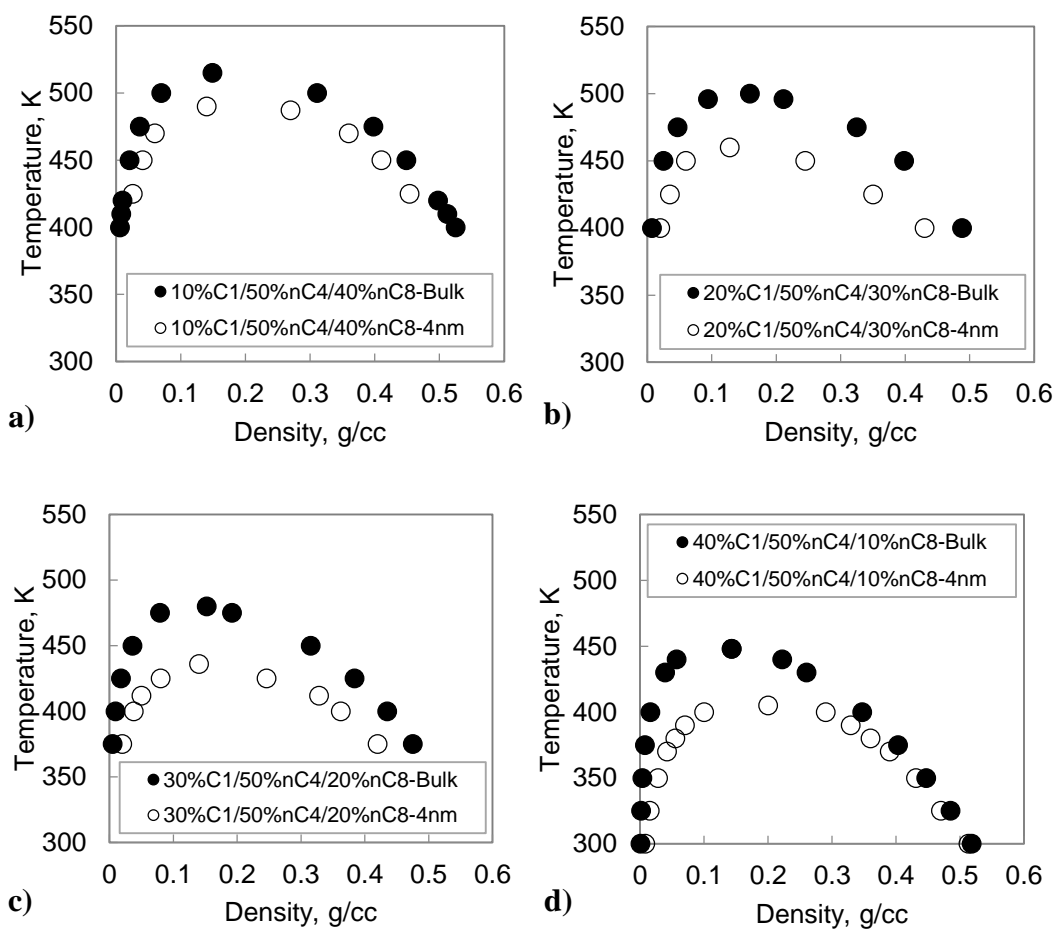 550
500
450
400
350
300
Temperature, K
10%C1/50%nC4/40%nC8-Bulk
10%C1/50%nC4/40%nC8-4nm
0 0.1 0.2 0.3 0.4 0.5 0.6
Density, g/cc
a)
550
500
450
400
350
300
Temperature, K
20%C1/50%nC4/30%nC8-Bulk
20%C1/50%nC4/30%nC8-4nm
0 0.1 0.2 0.3 0.4 0.5 0.6
Density, g/cc
b)
550
500
450
400
350
300
Temperature, K
30%C1/50%nC4/20%nC8-Bulk
30%C1/50%nC4/20%nC8-4nm
0 0.1 0.2 0.3 0.4 0.5 0.6
Density, g/cc
c)
550
500
450
400
350
300
Temperature, K
40%C1/50%nC4/10%nC8-Bulk
40%C1/50%nC4/10%nC8-4nm
0 0.1 0.2 0.3 0.4 0.5 0.6
Density, g/cc
d)